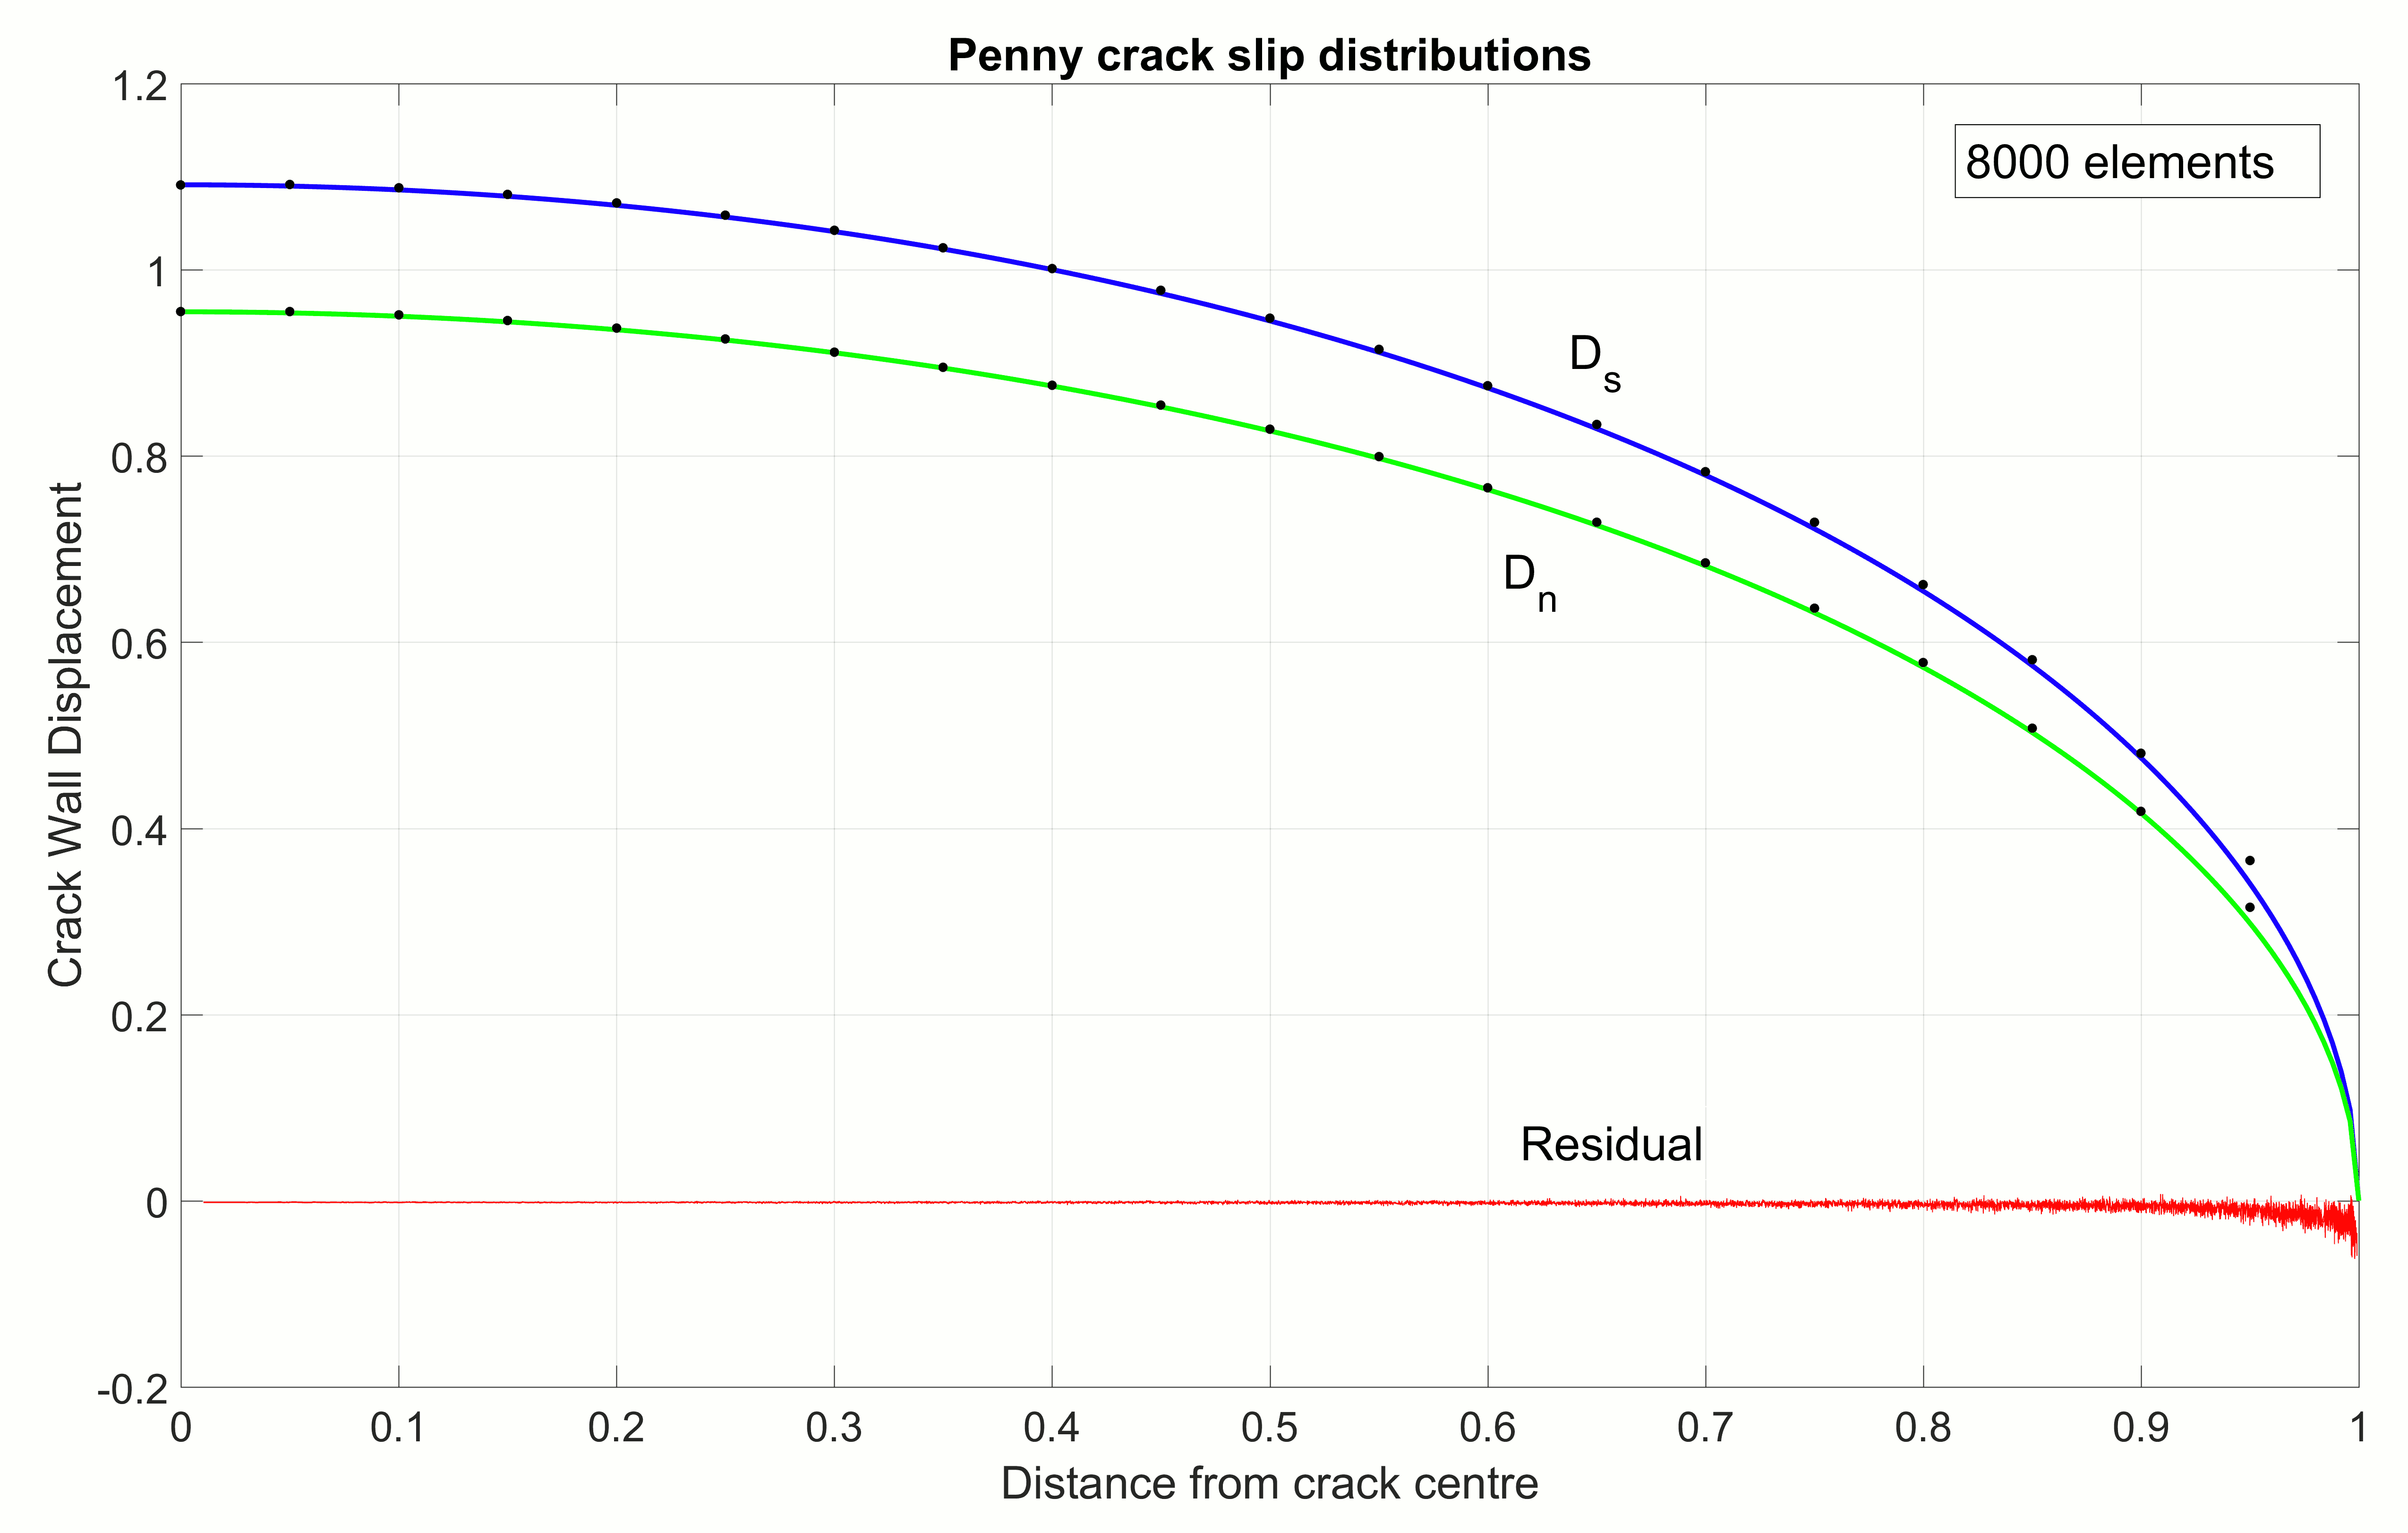 Penny crack slip distributions
1.2
1
0.8
0.6
0.4
0.2
0
-0.2
Crack Wall Displacement
8000 elements
Ds
Dn
Residual
0 0.1 0.2 0.3 0.4 0.5 0.6 0.7 0.8 0.9 1
Distance from crack centre